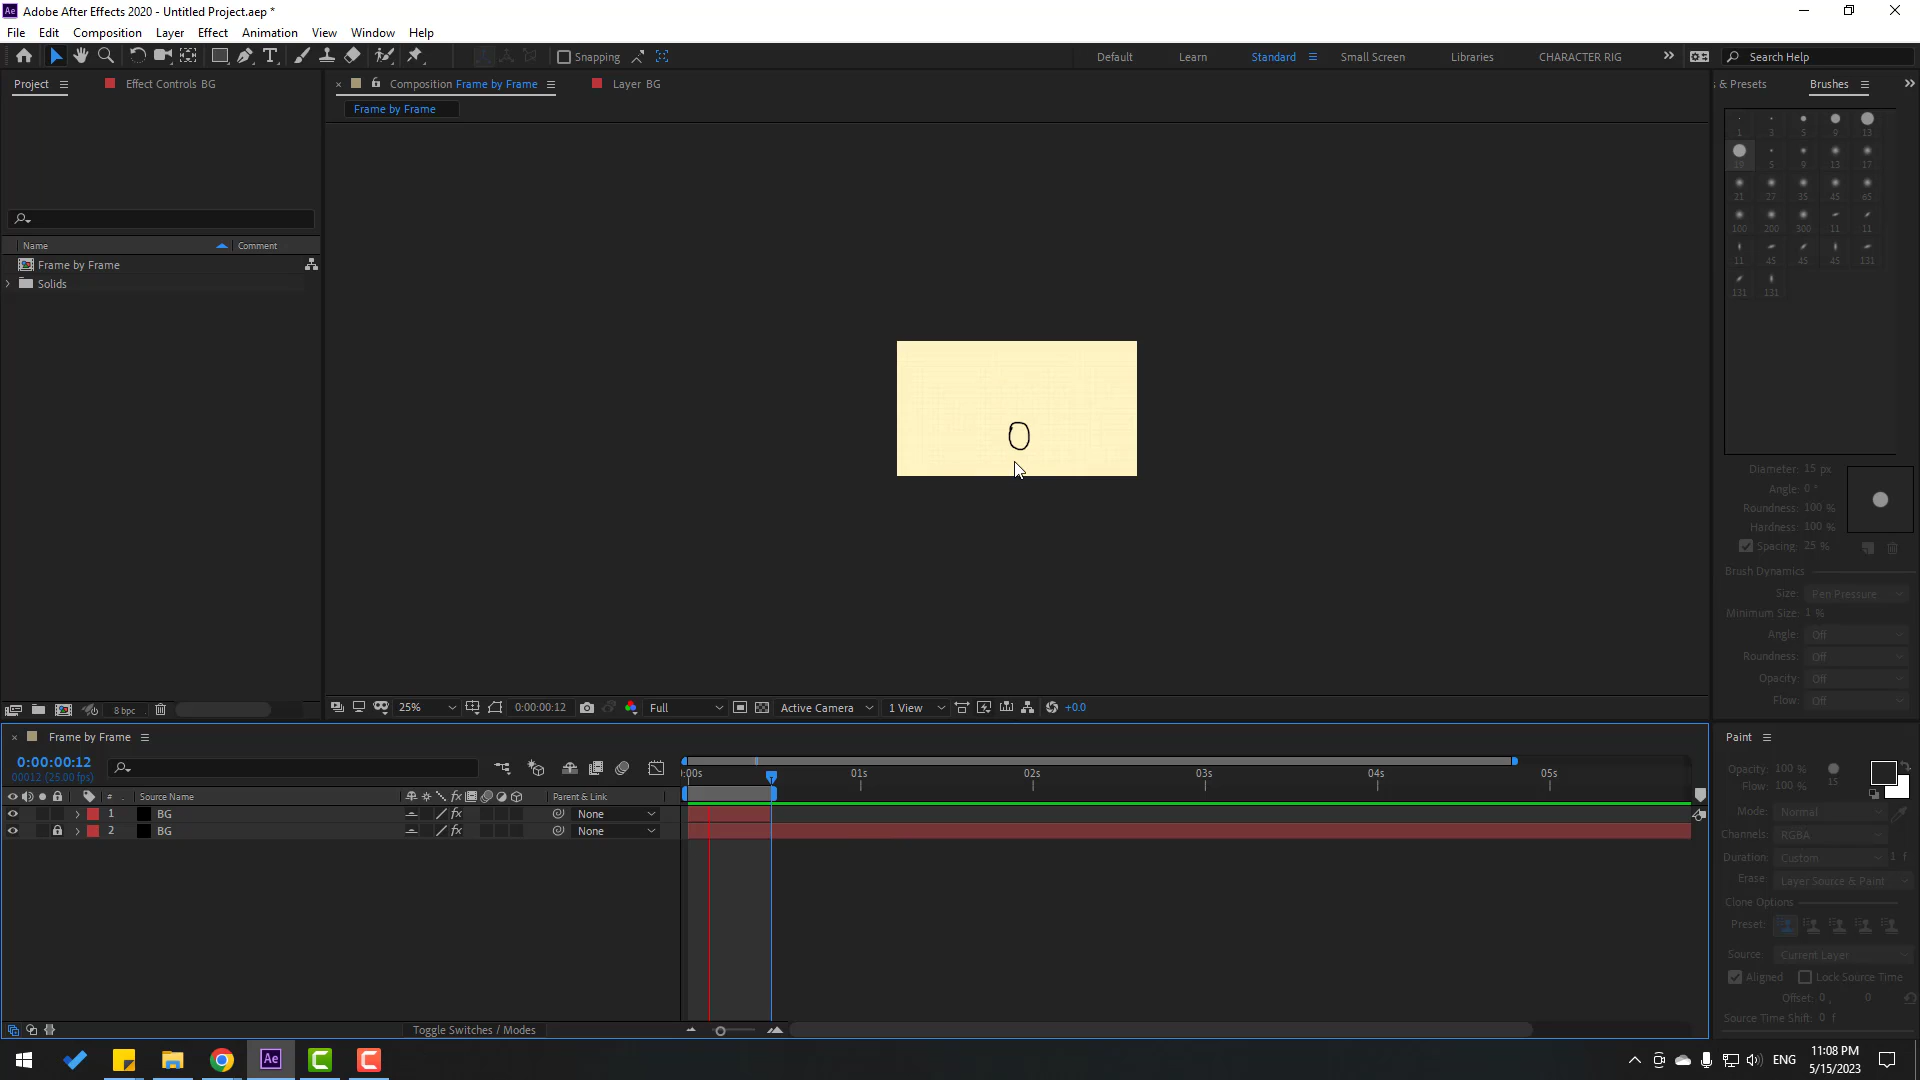 Adobe After Effects 2020 - Untitled Project.aep *
File Edit Composition Layer Effect Animation View Window Help
Snapping Default Learn Standard Small Screen Libraries CHARACTER RIG Search Help
Project Effect Controls BG Composition Frame by Frame Layer BG s & Presets Brushes
Frame by Frame
1 3 5 9 13
19 5 9 13 17
21 27 35 45 65
100 200 300 11 11
11 45 45 45 131
131 131
Name Comment
Frame by Frame
Solids
Diameter: 15 px
Angle: 0 °
Roundness: 100 %
Hardness: 100 %
Spacing: 25 %
Brush Dynamics
Size: Pen Pressure
Minimum Size: 1 %
Angle: Off
Roundness: Off
Opacity: Off
Flow: Off
8 bpc 25% 0:00:00:12 Full Active Camera 1 View +0.0
Frame by Frame
0:00:00:12
00012 (25.00 fps)
:00s 01s 02s 03s 04s 05s
# Source Name Parent & Link
1 BG None
2 BG None
Toggle Switches / Modes
Paint
Opacity: 100 %
Flow: 100 % 15
Mode: Normal
Channels: RGBA
Duration: Custom 1 f
Erase: Layer Source & Paint
Clone Options
Preset:
Source: Current Layer
Aligned Lock Source Time
Offset: 0 , 0
Source Time Shift: 0 f
Ae
ENG 11:08 PM
5/15/2023